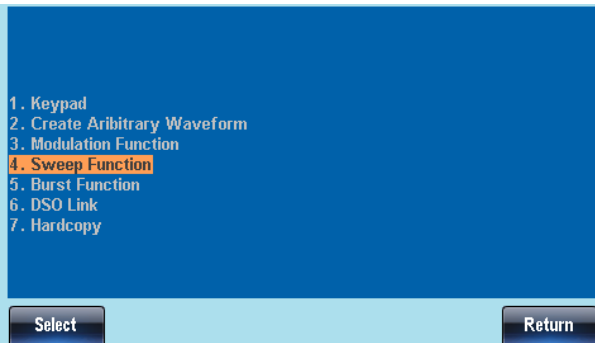 1. Keypad
2. Create Aribitrary Waveform
3. Modulation Function
4. Sweep Function
5. Burst Function
6. DSO Link
7. Hardcopy
Select
Return